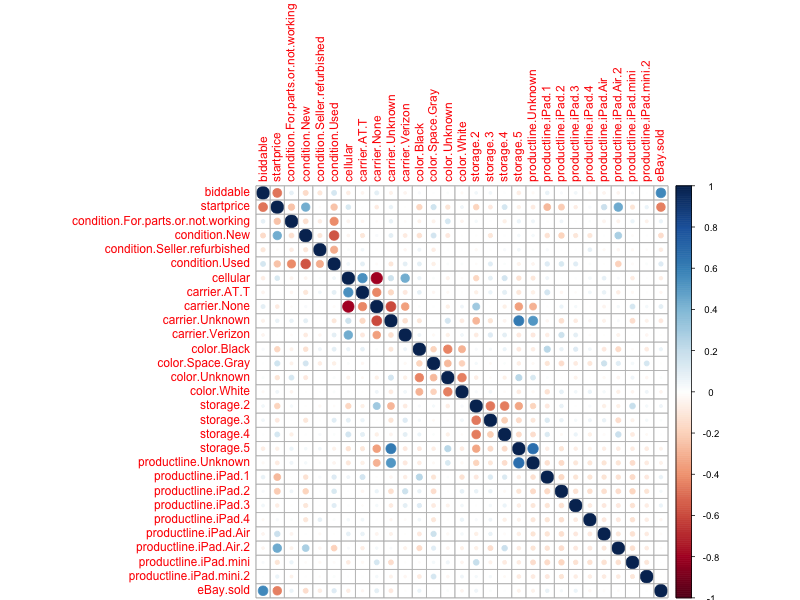 biddable
startprice
condition.For.parts.or.not.working
condition.New
condition.Seller.refurbished
condition.Used
cellular
carrier.AT.T
carrier.None
carrier.Unknown
carrier.Verizon
color.Black
color.Space.Gray
color.Unknown
color.White
storage.2
storage.3
storage.4
storage.5
productline.Unknown
productline.iPad.1
productline.iPad.2
productline.iPad.3
productline.iPad.4
productline.iPad.Air
productline.iPad.Air.2
productline.iPad.mini
productline.iPad.mini.2
eBay.sold
biddable
startprice
condition.For.parts.or.not.working
condition.New
condition.Seller.refurbished
condition.Used
cellular
carrier.AT.T
carrier.None
carrier.Unknown
carrier.Verizon
color.Black
color.Space.Gray
color.Unknown
color.White
storage.2
storage.3
storage.4
storage.5
productline.Unknown
productline.iPad.1
productline.iPad.2
productline.iPad.3
productline.iPad.4
productline.iPad.Air
productline.iPad.Air.2
productline.iPad.mini
productline.iPad.mini.2
eBay.sold
1
0.8
0.6
0.4
0.2
0
-0.2
-0.4
-0.6
-0.8
-1